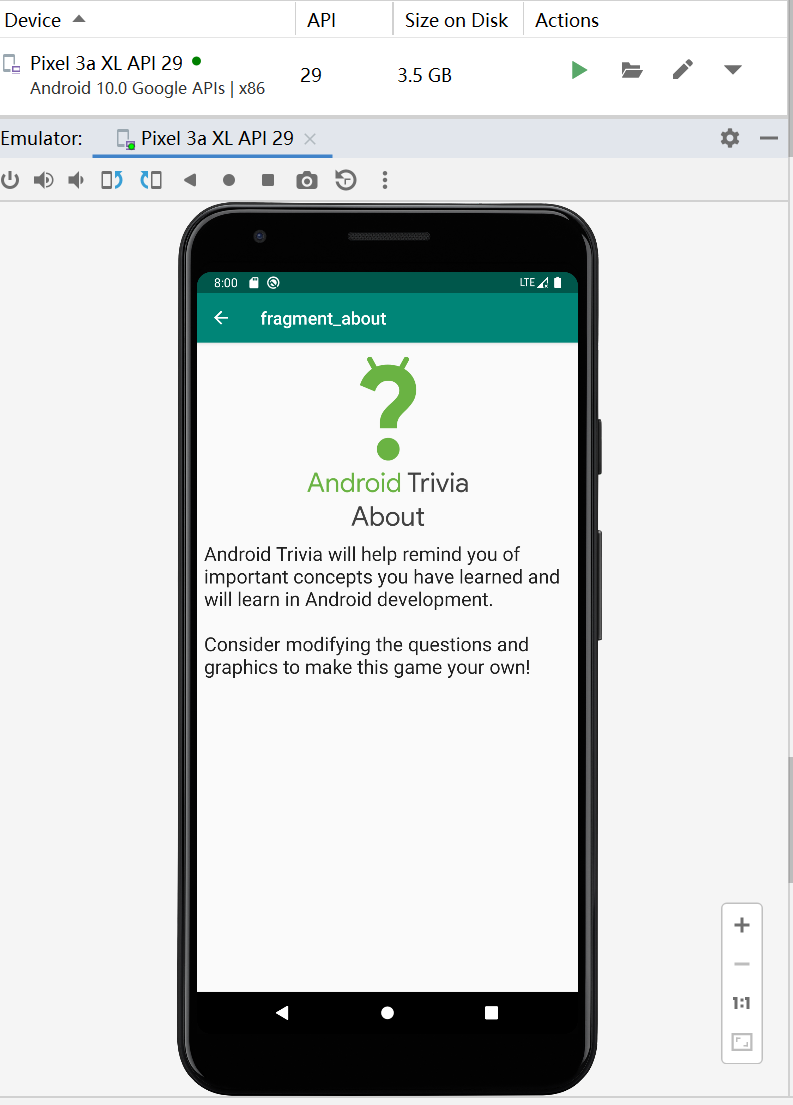 Device API Size on Disk Actions
Pixel 3a XL API 29
Android 10.0 Google APIs | x86
29 3.5 GB
Emulator: Pixel 3a XL API 29
8:00 LTE
fragment_about
Android Trivia
About
Android Trivia will help remind you of
important concepts you have learned and
will learn in Android development.
Consider modifying the questions and
graphics to make this game your own!
1:1